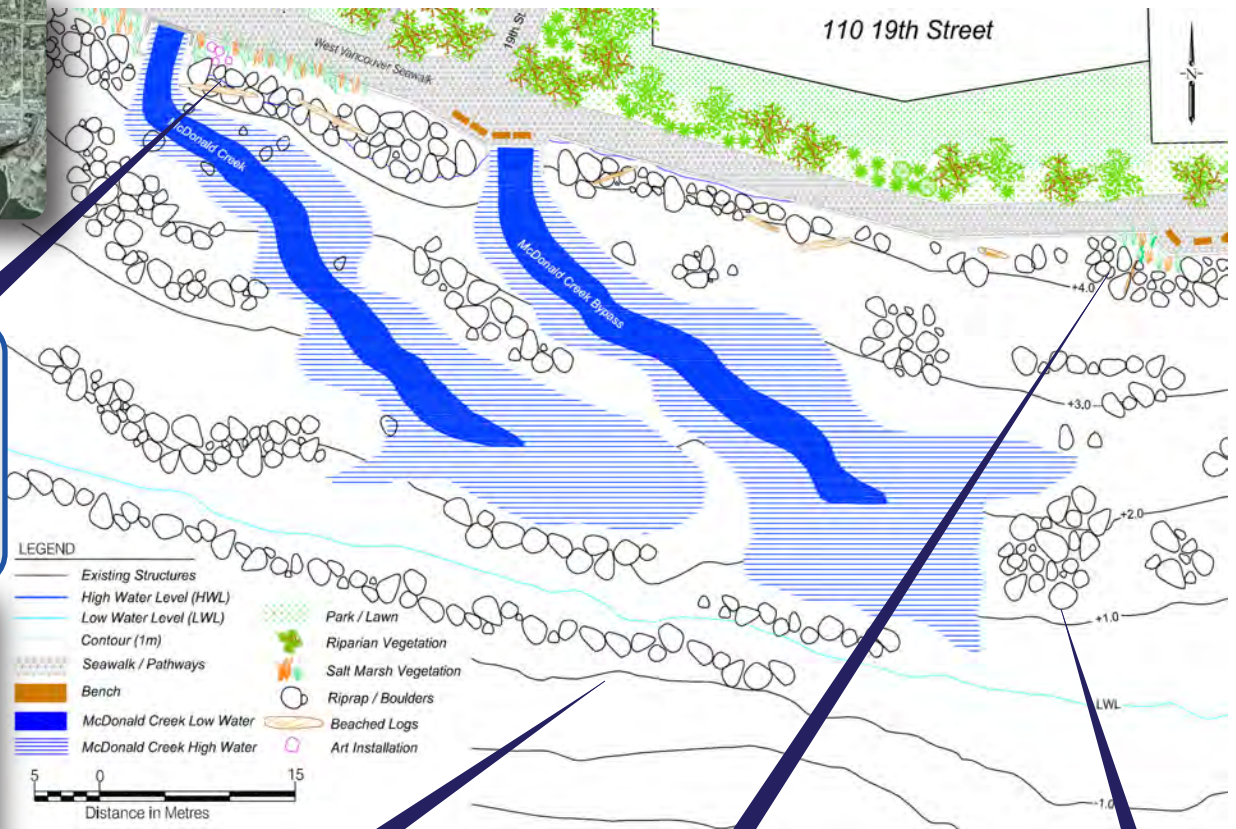 110 19th Street
-N-
19th St.
West Vancouver Seawalk
McDonald Creek
McDonald Creek Bypass
+4.0
+3.0
+2.0
+1.0
LWL
-1.0
LEGEND
Existing Structures
High Water Level (HWL)
Low Water Level (LWL)
Contour (1m)
Seawalk / Pathways
Bench
McDonald Creek Low Water
McDonald Creek High Water
Park / Lawn
Riparian Vegetation
Salt Marsh Vegetation
Riprap / Boulders
Beached Logs
Art Installation
5 0 15
Distance in Metres